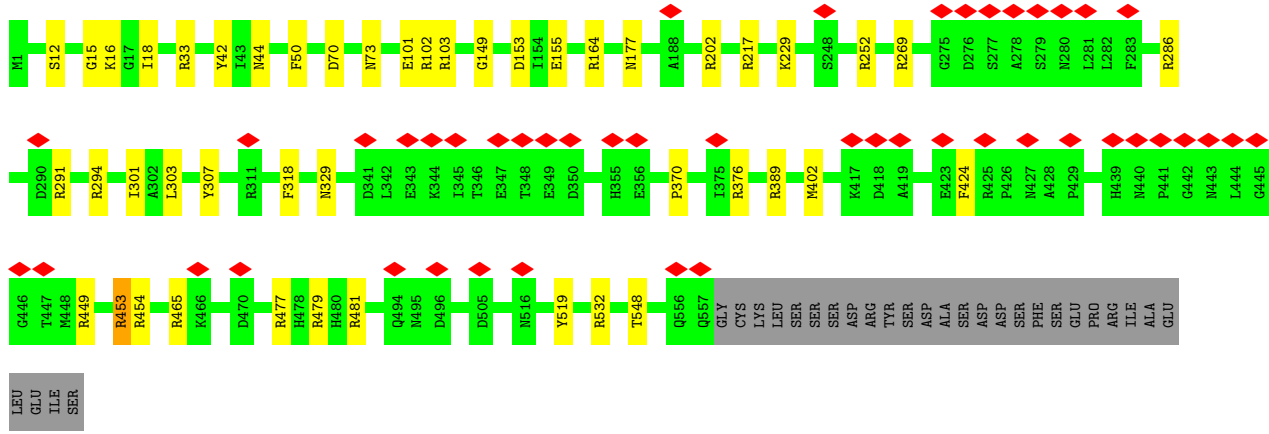 M1 S12 G15 K16 G17 I18 R33 Y42 I43 N44 F50 D70 N73 E101 R102 R103 G149 D153 I154 E155 R164 N177 A188 R202 R217 K229 S248 R252 R269 G275 D276 S277 A278 S279 N280 L281 L282 F283 R286
D290 R291 R294 I301 A302 L303 Y307 R311 F318 N329 D341 L342 E343 K344 I345 T346 E347 T348 E349 D350 H355 E356 P370 I375 R376 R389 M402 K417 D418 A419 E423 F424 R425 P426 N427 A428 P429 H439 N440 P441 G442 N443 L444 G445
G446 T447 M448 R449 R453 R454 R465 K466 D470 R477 H478 R479 H480 R481 Q494 N495 D496 D505 N516 Y519 R532 T548 Q556 Q557 GLY CYS LYS LEU SER SER SER ASP ARG TYR SER ASP ALA SER ASP ASP SER PHE SER GLU PRO ARG ILE ALA GLU
LEU GLU ILE SER